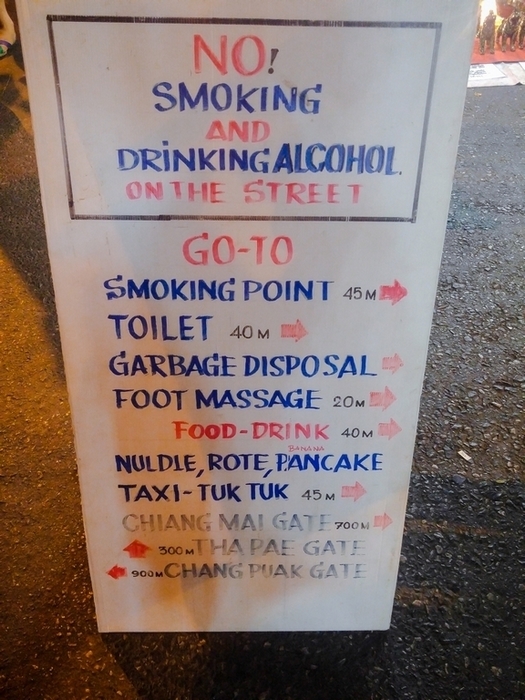 NO!
SMOKING
AND
DRINKING ALCOHOL.
ON THE STREET
GO-TO
SMOKING POINT 45M
TOILET 40M
GARBAGE DISPOSAL
FOOT MASSAGE 20M
FOOD-DRINK 40M
BANANA
NULDLE, ROTE, PANCAKE
TAXI-TUK TUK 45M
CHIANG MAI GATE 700M
300M THA PAE GATE
900M CHANG PUAK GATE